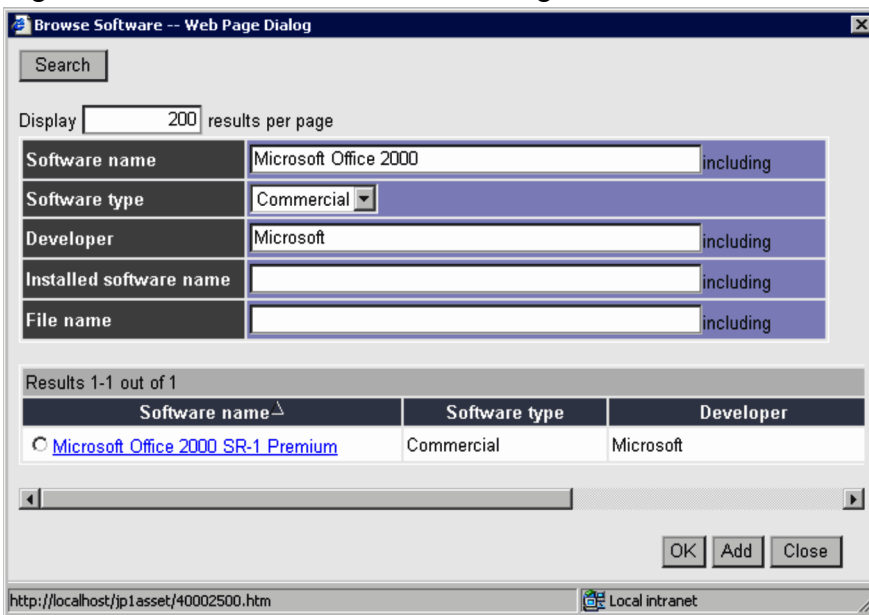 Browse Software -- Web Page Dialog
Search
Display 200 results per page
Software name Microsoft Office 2000 including
Software type Commercial
Developer Microsoft including
Installed software name including
File name including
Results 1-1 out of 1
Software name Software type Developer
Microsoft Office 2000 SR-1 Premium Commercial Microsoft
OK Add Close
http://localhost/jp1asset/40002500.htm Local intranet